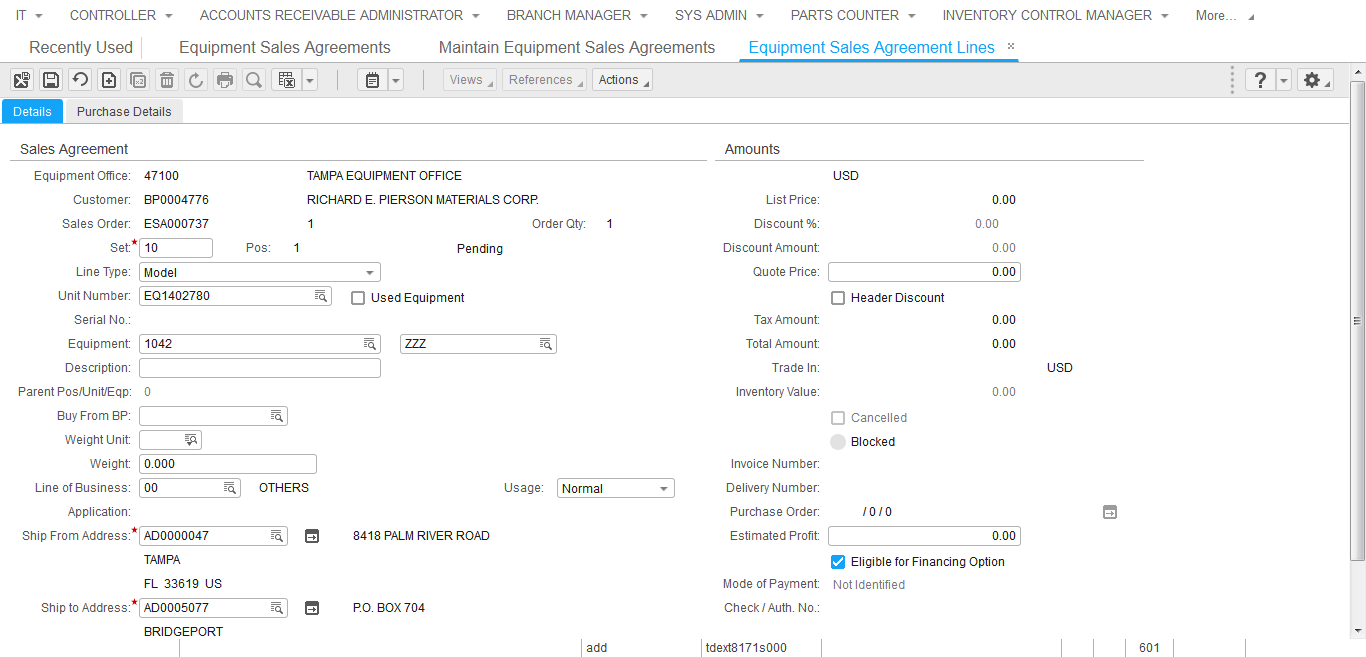 IT CONTROLLER ACCOUNTS RECEIVABLE ADMINISTRATOR BRANCH MANAGER SYS ADMIN PARTS COUNTER INVENTORY CONTROL MANAGER More...
Recently Used Equipment Sales Agreements Maintain Equipment Sales Agreements Equipment Sales Agreement Lines ×
Views References Actions ?
Details Purchase Details
Sales Agreement
Equipment Office: 47100 TAMPA EQUIPMENT OFFICE
Customer: BP0004776 RICHARD E. PIERSON MATERIALS CORP.
Sales Order: ESA000737 1 Order Qty: 1
Set:* 10 Pos: 1 Pending
Line Type: Model
Unit Number: EQ1402780 Used Equipment
Serial No.:
Equipment: 1042 ZZZ
Description:
Parent Pos/Unit/Eqp: 0
Buy From BP:
Weight Unit:
Weight: 0.000
Line of Business: 00 OTHERS Usage: Normal
Application:
Ship From Address:* AD0000047 8418 PALM RIVER ROAD
TAMPA
FL 33619 US
Ship to Address:* AD0005077 P.O. BOX 704
BRIDGEPORT
Amounts
USD
List Price: 0.00
Discount %: 0.00
Discount Amount: 0.00
Quote Price: 0.00
Header Discount
Tax Amount: 0.00
Total Amount: 0.00
Trade In: USD
Inventory Value: 0.00
Cancelled
Blocked
Invoice Number:
Delivery Number:
Purchase Order: / 0 / 0
Estimated Profit: 0.00
Eligible for Financing Option
Mode of Payment: Not Identified
Check / Auth. No.:
add tdext8171s000 601